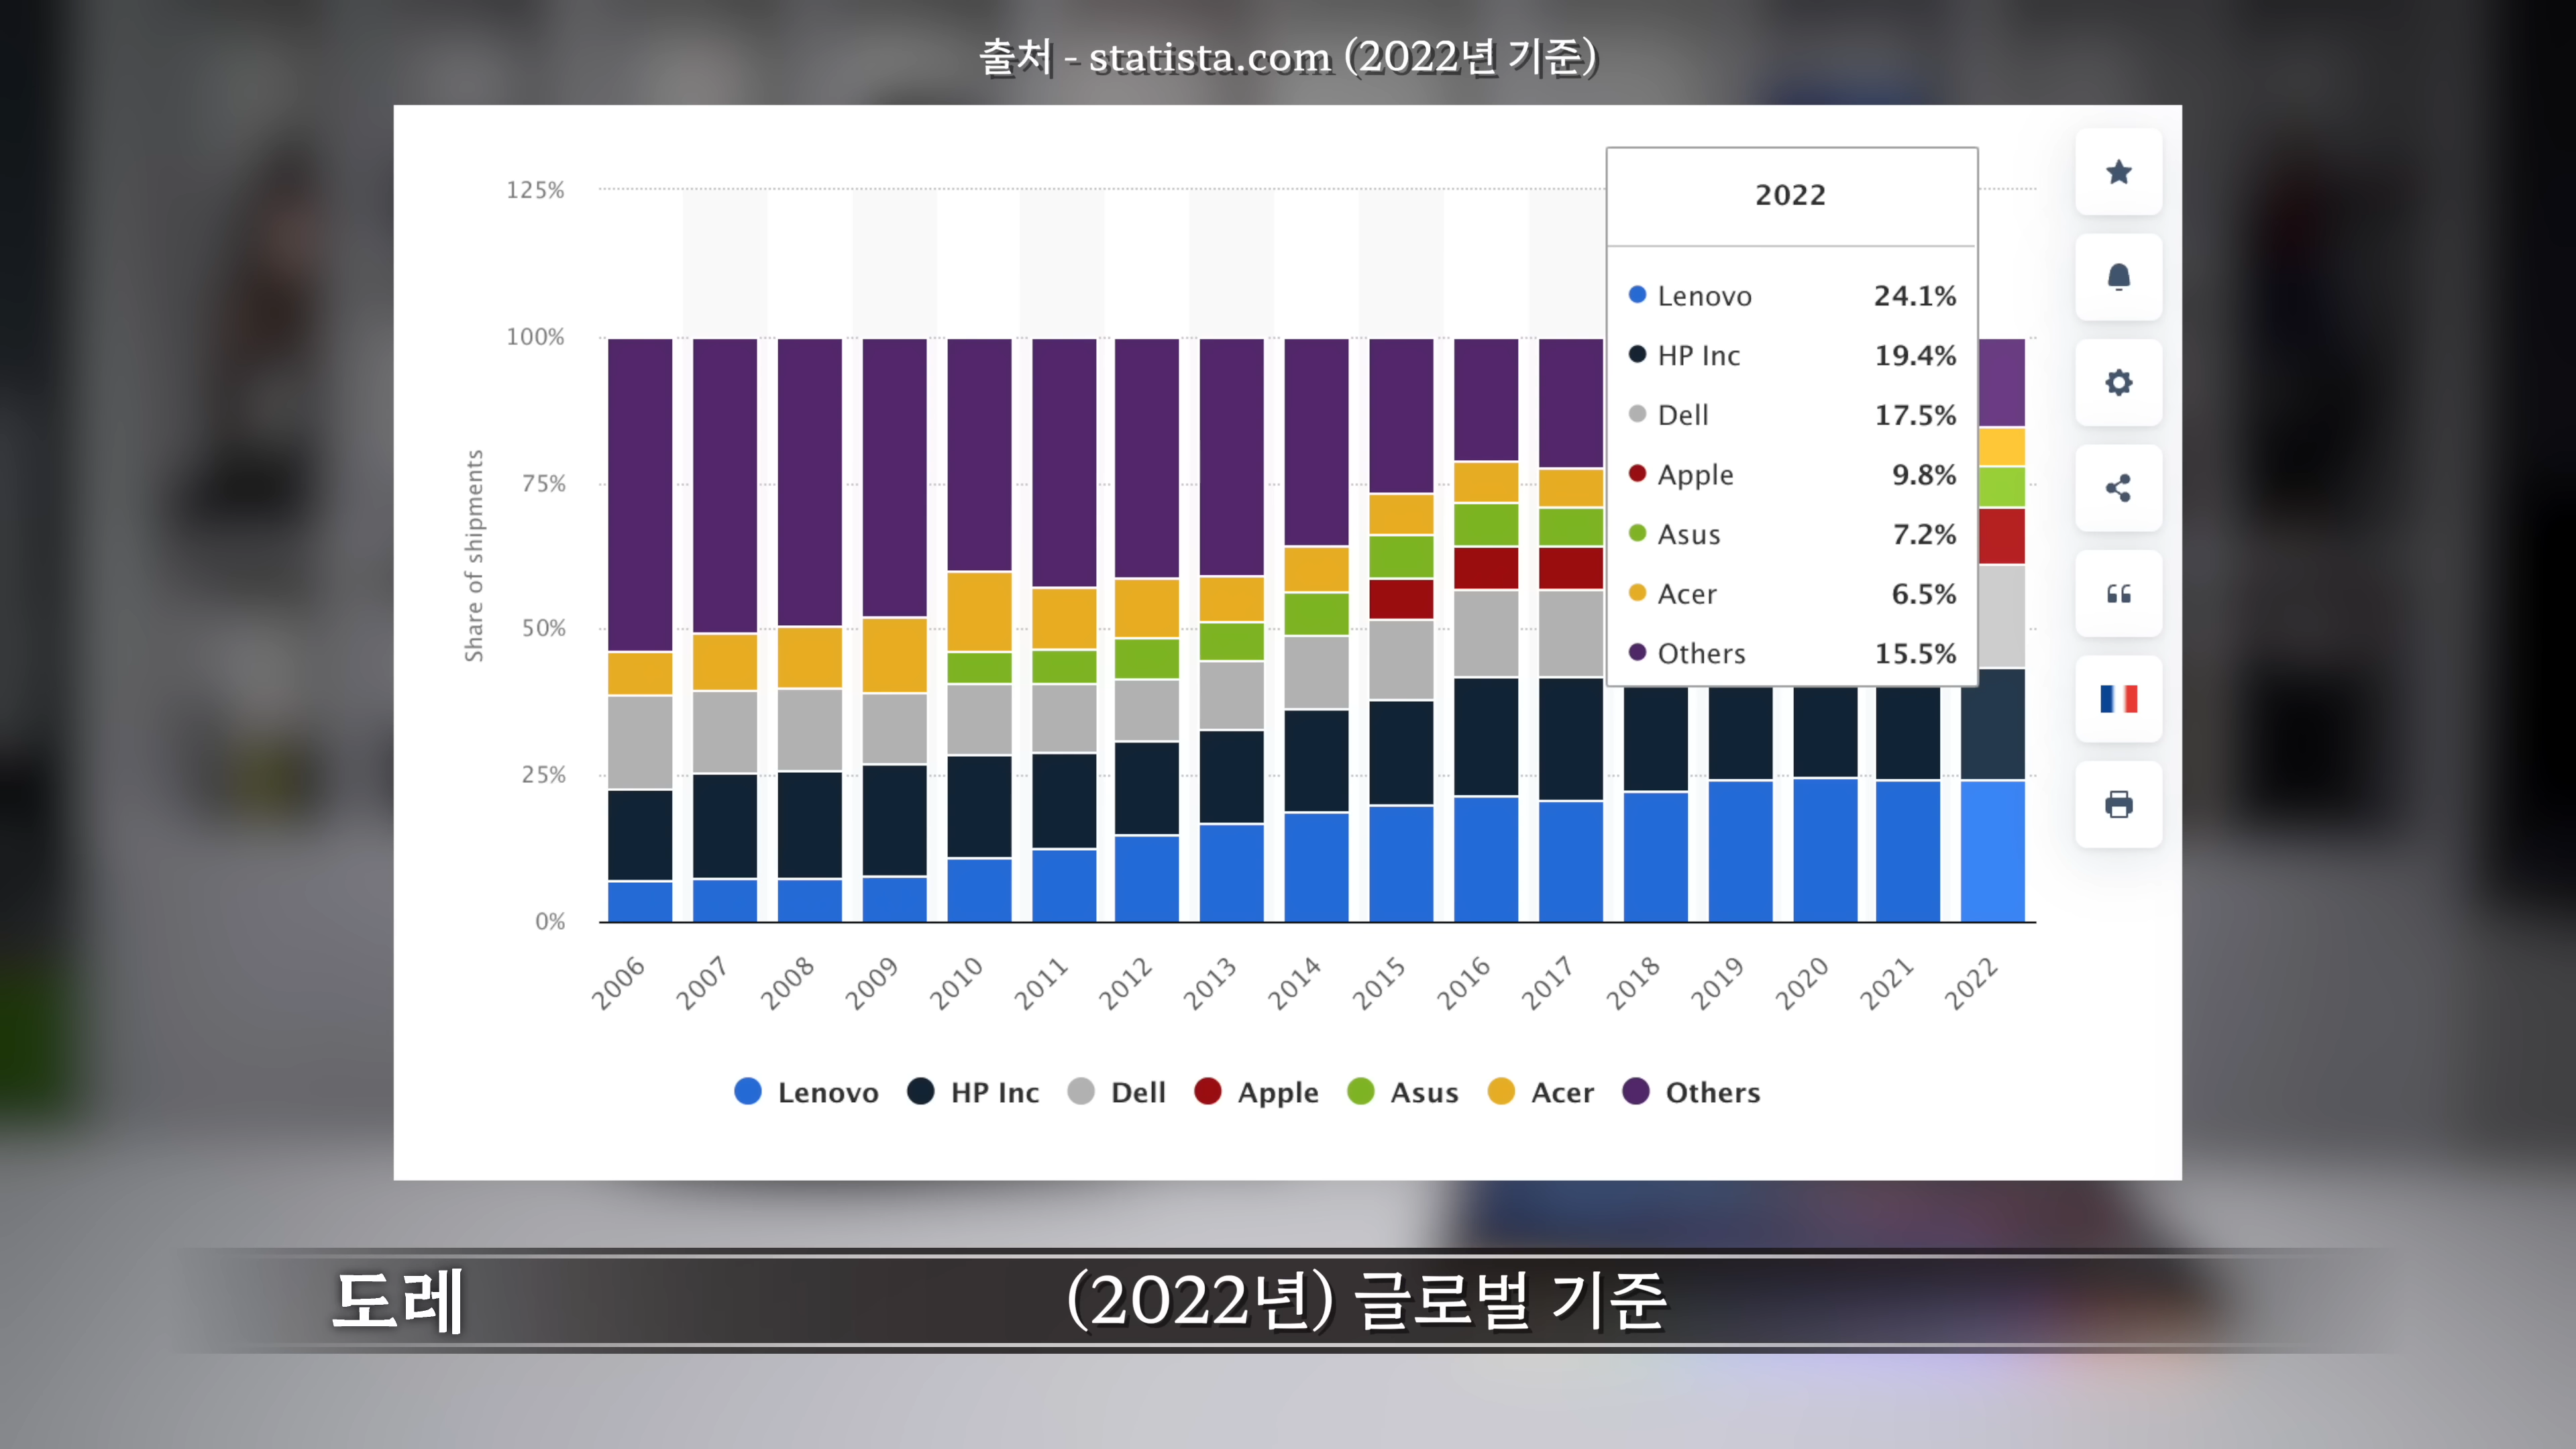 출처 - statista.com (2022년 기준)
125%
100%
75%
50%
25%
0%
Share of shipments
2022
Lenovo 24.1%
HP Inc 19.4%
Dell 17.5%
Apple 9.8%
Asus 7.2%
Acer 6.5%
Others 15.5%
2006 2007 2008 2009 2010 2011 2012 2013 2014 2015 2016 2017 2018 2019 2020 2021 2022
Lenovo HP Inc Dell Apple Asus Acer Others
도레 (2022년) 글로벌 기준